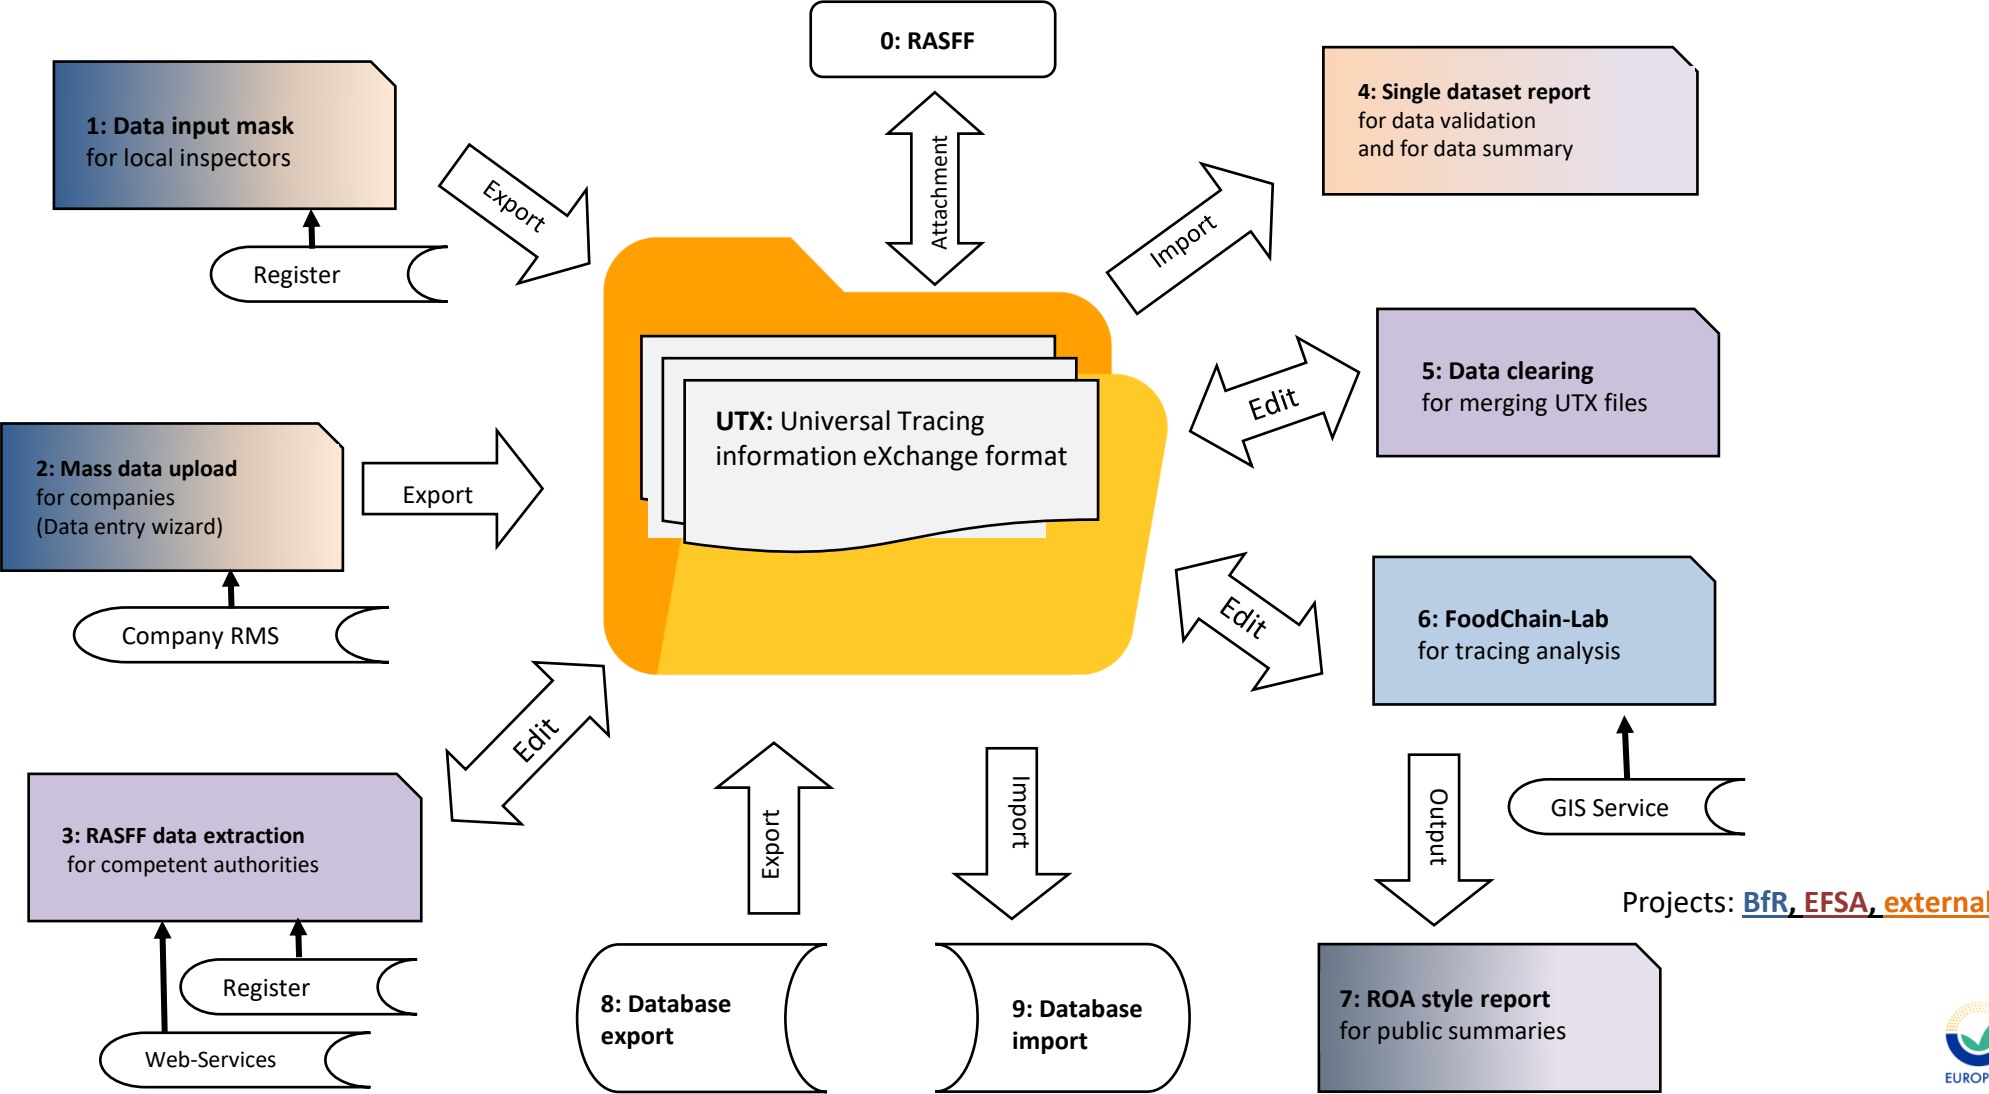 0: RASFF
1: Data input mask
for local inspectors
Register
Export
Attachment
Import
4: Single dataset report
for data validation
and for data summary
UTX: Universal Tracing
information eXchange format
Edit
5: Data clearing
for merging UTX files
2: Mass data upload
for companies
(Data entry wizard)
Export
Company RMS
Edit
6: FoodChain-Lab
for tracing analysis
GIS Service
Edit
3: RASFF data extraction
for competent authorities
Register
Web-Services
Export
Import
Output
8: Database
export
9: Database
import
Projects: BfR, EFSA, external
7: ROA style report
for public summaries
EUROP